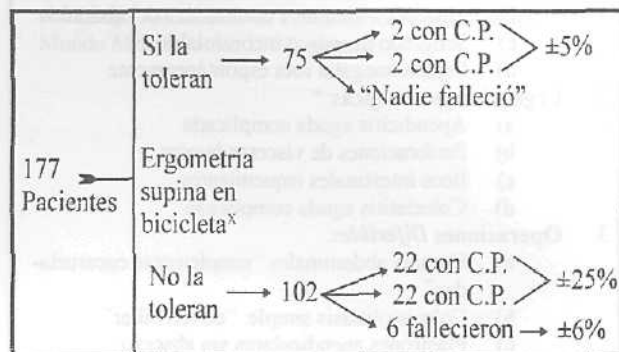 Si la
toleran
75
2 con C.P.
2 con C.P.
±5%
"Nadie falleció"
177
Pacientes
Ergometría
supina en
bicicletaˣ
No la
toleran
102
22 con C.P.
22 con C.P.
±25%
6 fallecieron
±6%